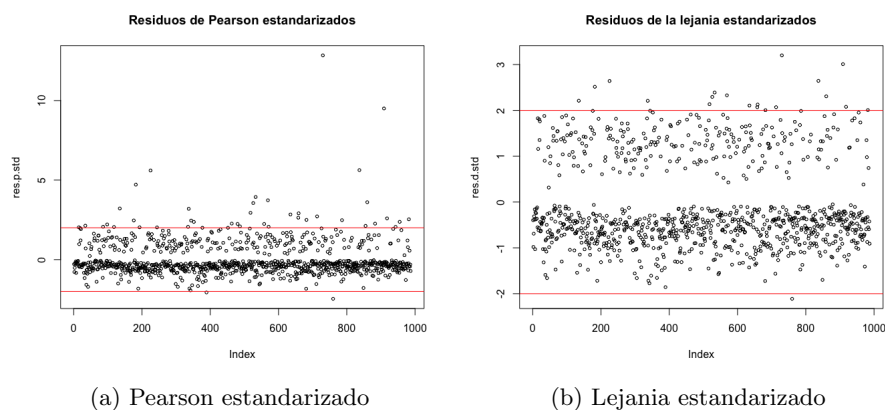 Residuos de Pearson estandarizados
res.p.std
10
5
0
0
200
400
600
800
1000
Index
(a) Pearson estandarizado
Residuos de la lejania estandarizados
res.d.std
3
2
1
0
-1
-2
0
200
400
600
800
1000
Index
(b) Lejania estandarizado